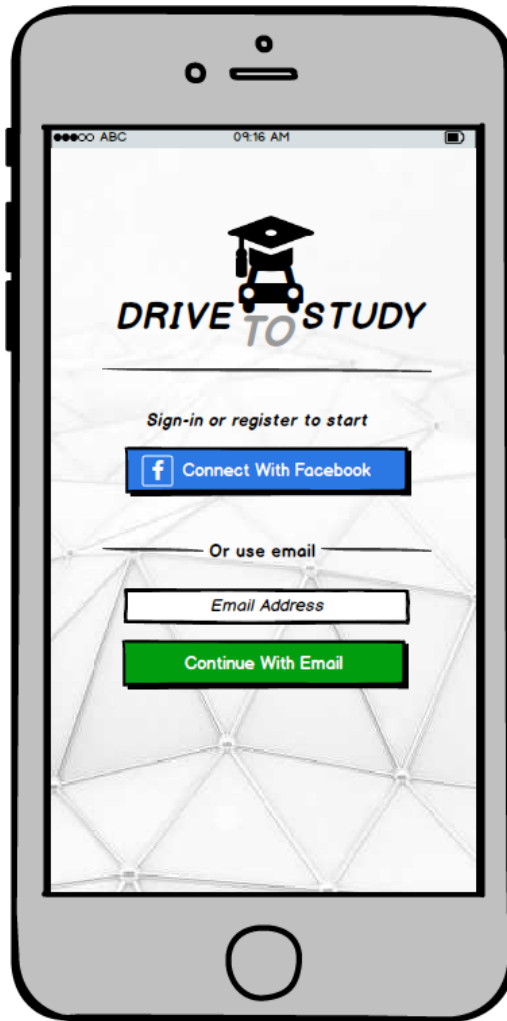 ABC 09:16 AM
DRIVE TO STUDY
Sign-in or register to start
f Connect With Facebook
Or use email
Email Address
Continue With Email